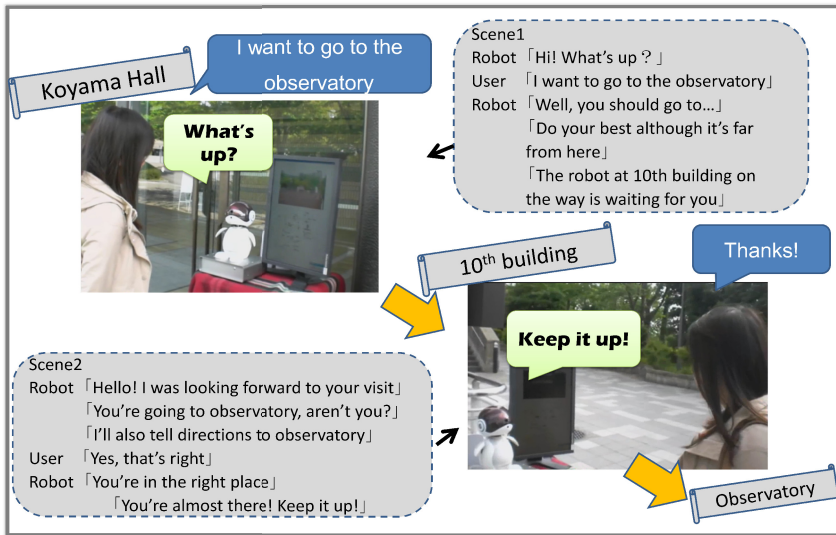 Koyama Hall
I want to go to the
observatory
What's
up?
Scene1
Robot 「Hi! What's up？」
User 「I want to go to the observatory」
Robot 「Well, you should go to…」
「Do your best although it's far
from here」
「The robot at 10th building on
the way is waiting for you」
10th building
Thanks!
Keep it up!
Scene2
Robot 「Hello! I was looking forward to your visit」
「You're going to observatory, aren't you?」
「I'll also tell directions to observatory」
User 「Yes, that's right」
Robot 「You're in the right place」
「You're almost there! Keep it up!」
Observatory